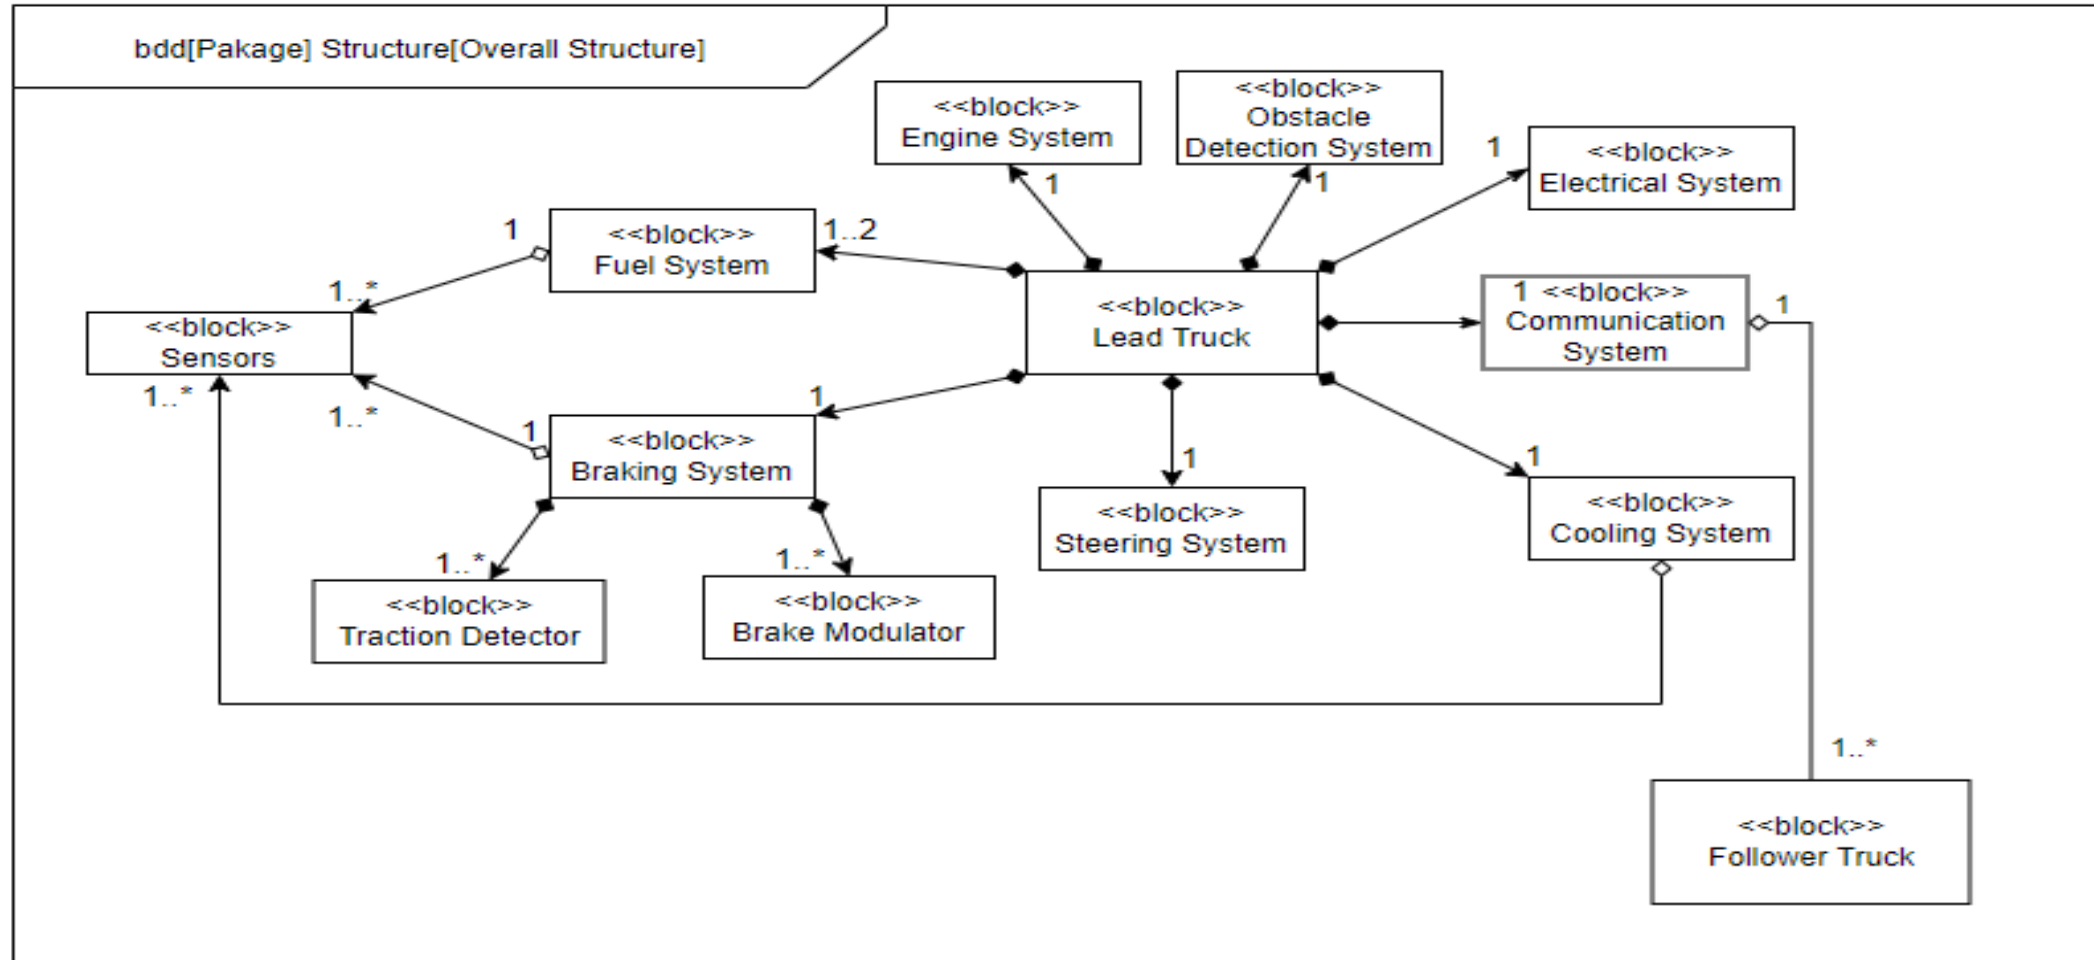 bdd[Pakage] Structure[Overall Structure]
<<block>>
Engine System
1
<<block>>
Obstacle
Detection System
1
1
<<block>>
Electrical System
1
<<block>>
Fuel System
1..2
1..*
<<block>>
Sensors
1..*
1..*
<<block>>
Lead Truck
1 <<block>>
Communication
System
1
1
1
<<block>>
Braking System
1
<<block>>
Steering System
1
<<block>>
Cooling System
1..*
<<block>>
Traction Detector
1..*
<<block>>
Brake Modulator
1..*
<<block>>
Follower Truck